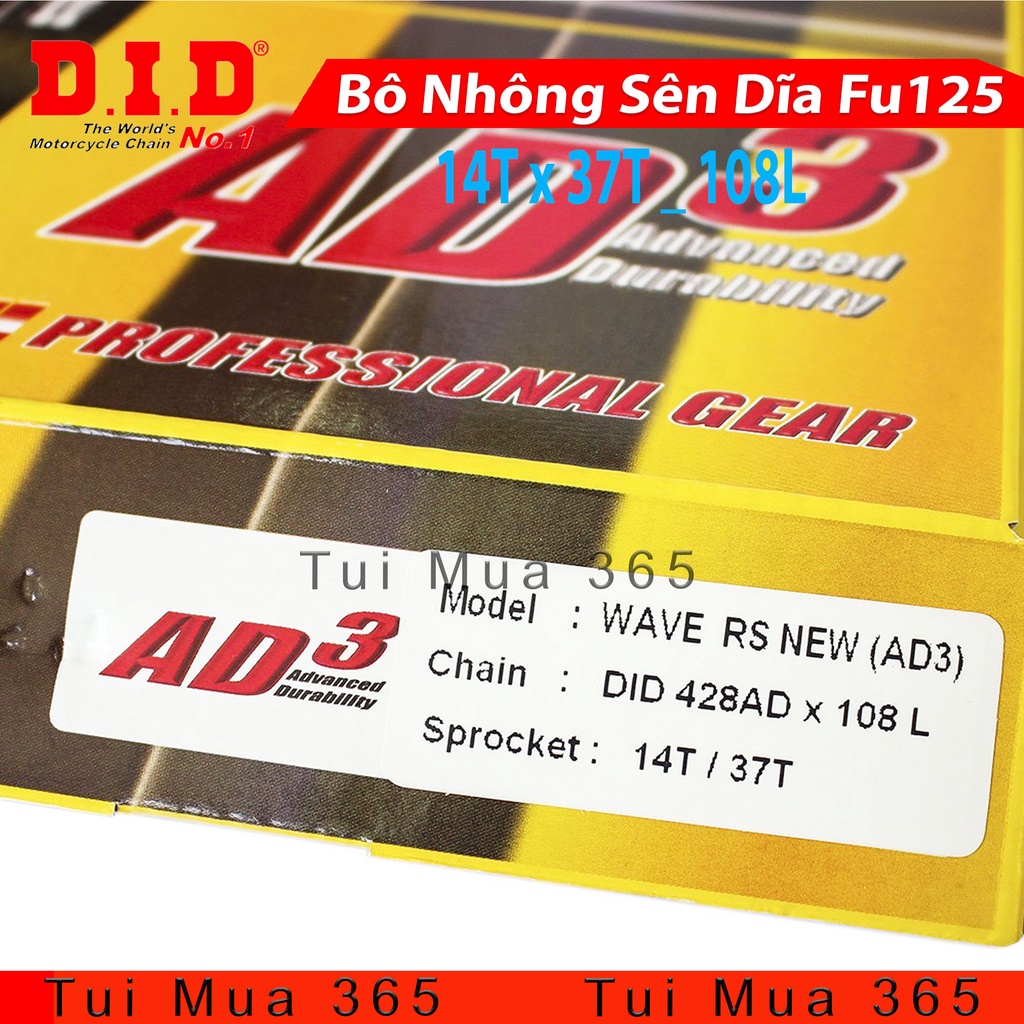 D.I.D®
The World's
Motorcycle Chain No.1
Bô Nhông Sên Dĩa Fu125
14T x 37T _ 108L
AD3
Advanced
Durability
PROFESSIONAL GEAR
Tui Mua 365
AD3
Advanced
Durability
Model : WAVE RS NEW (AD3)
Chain : DID 428AD x 108 L
Sprocket : 14T / 37T
Tui Mua 365 Tui Mua 365